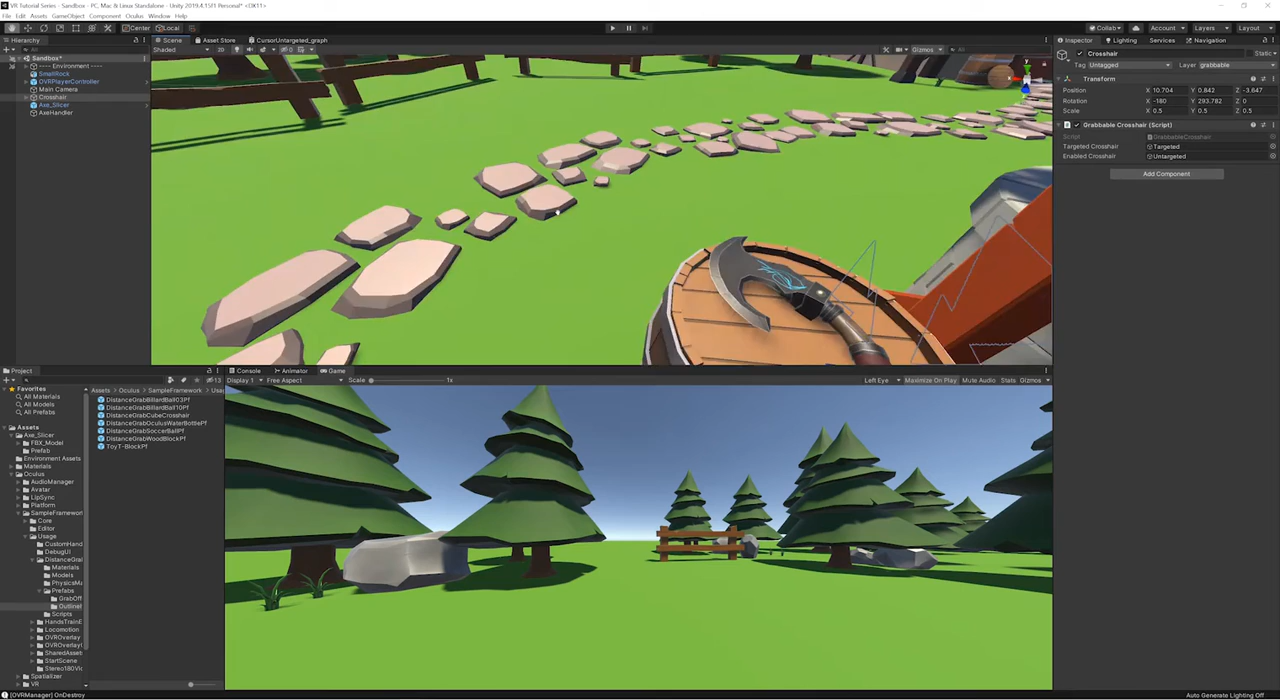 VR Tutorial Series - Sandbox - PC, Mac & Linux Standalone - Unity 2019.4.15f1 Personal* <DX11>
File Edit Assets GameObject Component Oculus Window Help
Center Local
Collab Account Layers Layout
Hierarchy
All
Sandbox*
---- Environment ----
SmallRock
OVRPlayerController
Main Camera
Crosshair
Axe_Slicer
AxeHandler
Scene Asset Store CursorUntargeted_graph
Shaded 2D 0 Gizmos All
Inspector Lighting Services Navigation
Crosshair Static
Tag Untagged Layer grabbable
Transform
Position X 10.704 Y 0.842 Z -3.647
Rotation X -180 Y 293.782 Z 0
Scale X 0.5 Y 0.5 Z 0.5
Grabbable Crosshair (Script)
Script GrabbableCrosshair
Targeted Crosshair Targeted
Enabled Crosshair Untargeted
Add Component
Project
13
Favorites
All Materials
All Models
All Prefabs
Assets
Axe_Slicer
FBX_Model
Prefab
Environment Assets
Materials
Oculus
AudioManager
Avatar
LipSync
Platform
SampleFramework
Core
Editor
Usage
CustomHand
DebugUI
DistanceGral
Materials
Models
PhysicsMa
Prefabs
GrabOff
Outline
Scripts
HandsTrainE
Locomotion
OVROverlay
OVROverlay
SharedAsset
StartScene
Stereo180Vi
Spatializer
VR
Assets Oculus SampleFramework Usa
DistanceGrabBilliardBall03Pf
DistanceGrabBilliardBall10Pf
DistanceGrabCubeCrosshair
DistanceGrabOculusWaterBottlePf
DistanceGrabSoccerBallPf
DistanceGrabWoodBlockPf
ToyT-BlockPf
Console Animator Game
Display 1 Free Aspect Scale 1x Left Eye Maximize On Play Mute Audio Stats Gizmos
[OVRManager] OnDestroy
Auto Generate Lighting Off